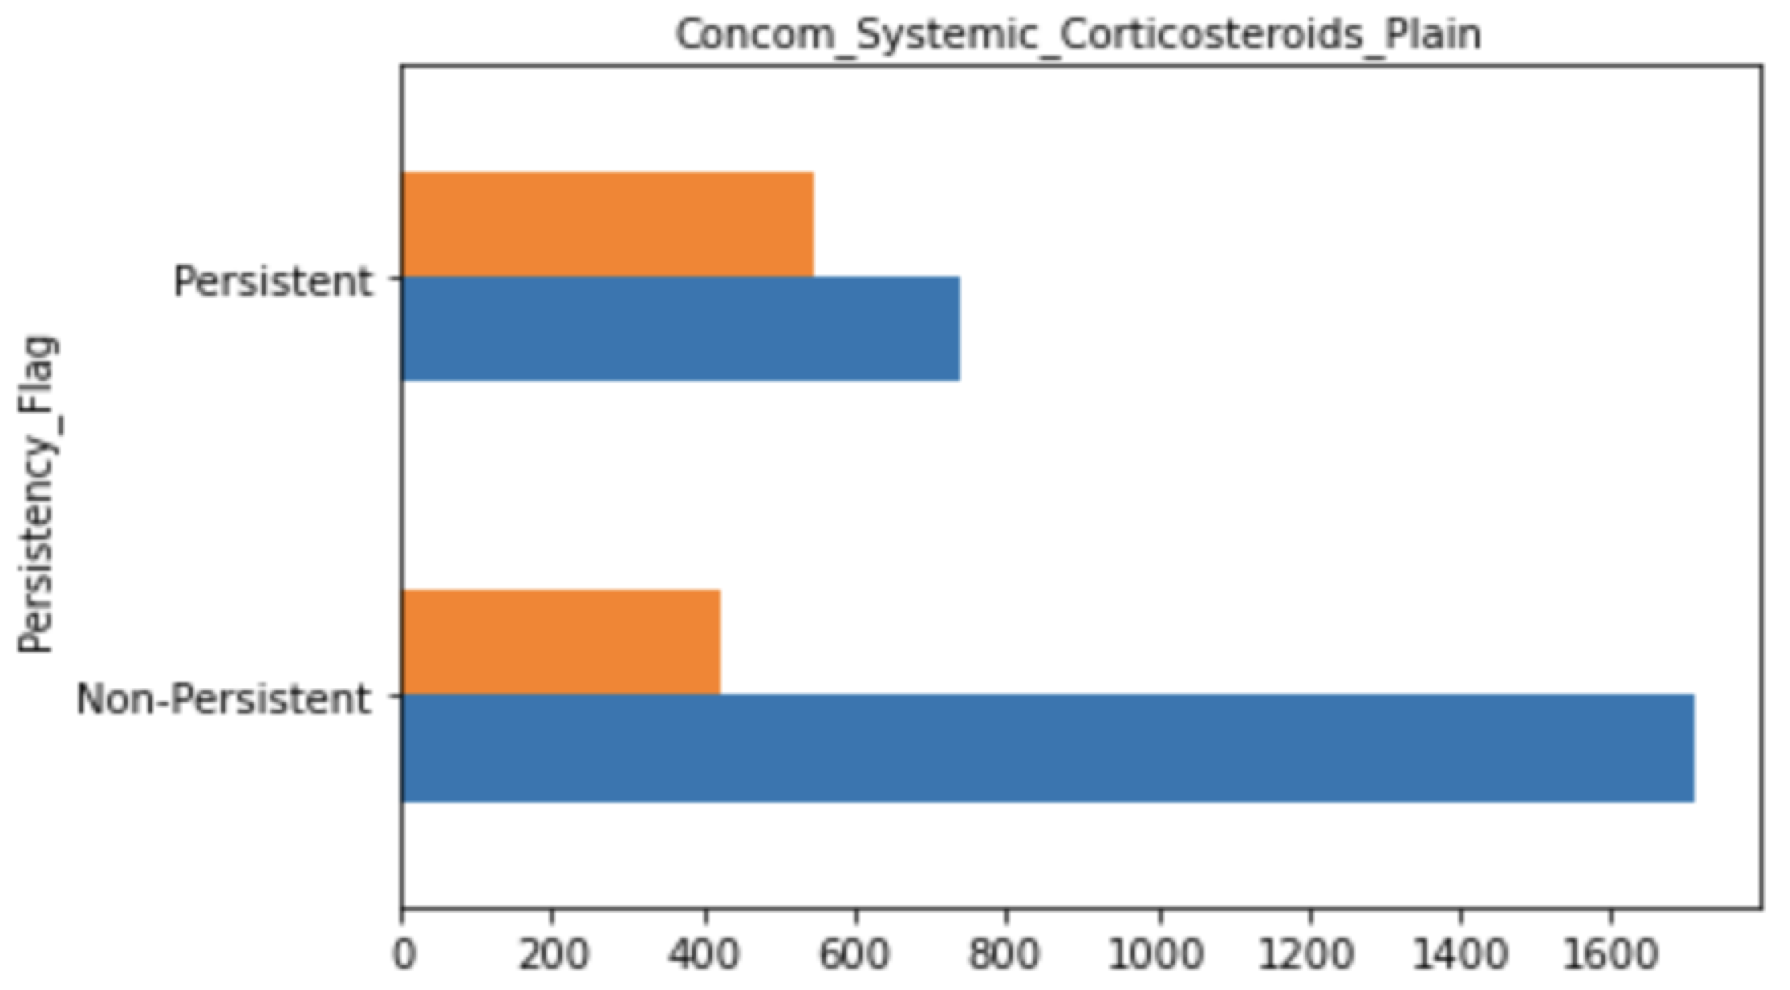 Concom_Systemic_Corticosteroids_Plain
Persistency_Flag
Persistent
Non-Persistent
0 200 400 600 800 1000 1200 1400 1600